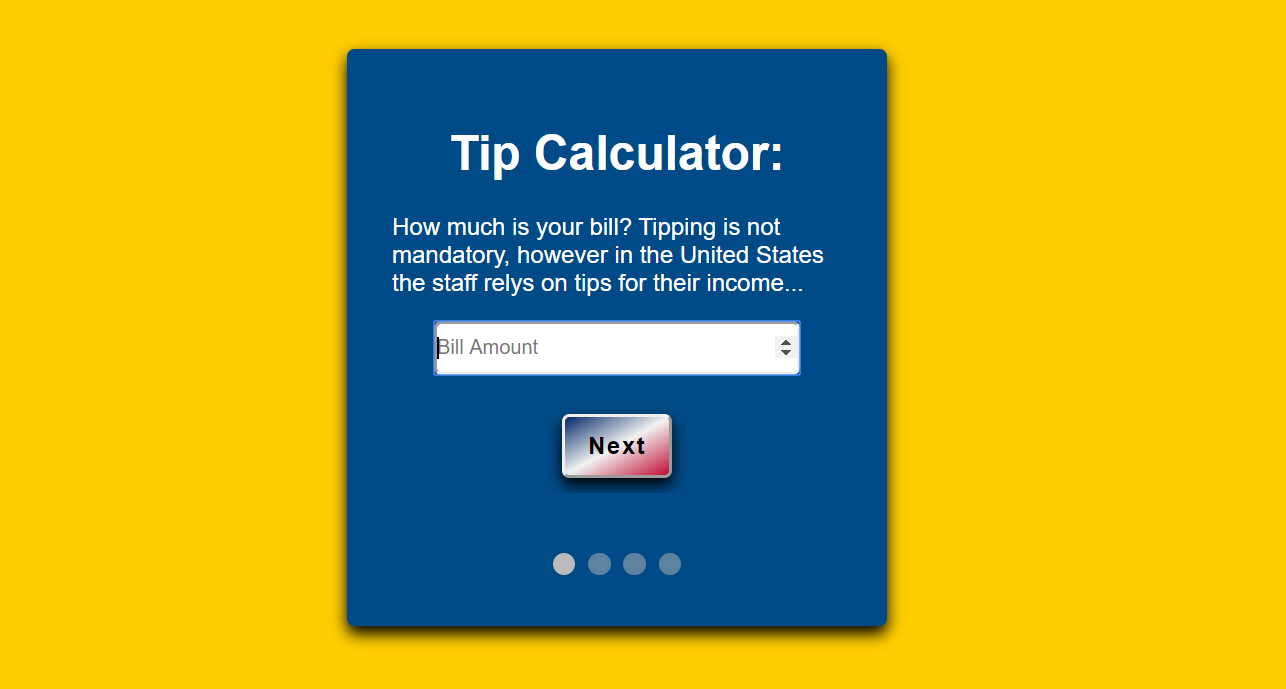 Tip Calculator:
How much is your bill? Tipping is not
mandatory, however in the United States
the staff relys on tips for their income...
Bill Amount
Next